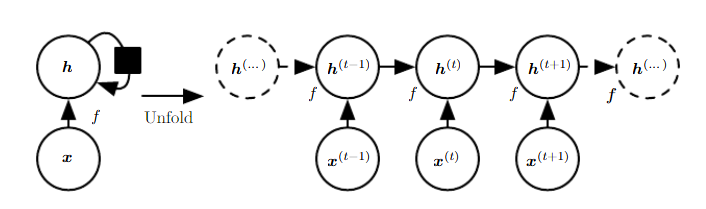 h h^(...) h^(t−1) h^(t) h^(t+1) h^(...)
f f f f f
Unfold
x x^(t−1) x^(t) x^(t+1)